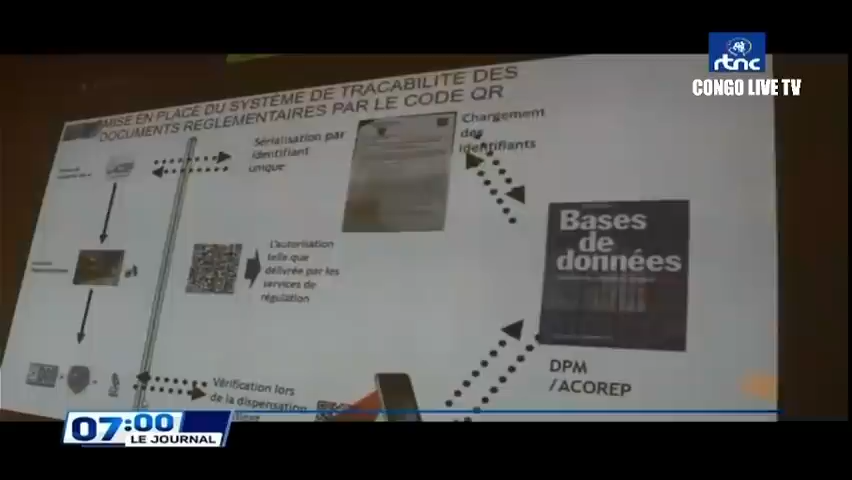 rtnc
CONGO LIVE TV
MISE EN PLACE DU SYSTÈME DE TRACABILITE DES
DOCUMENTS REGLEMENTAIRES PAR LE CODE QR
Sérialisation par
identifiant
unique
Chargement
des
identifiants
L'autorisation
telle que
délivrée par les
services de
régulation
Bases
de
données
DPM
/ACOREP
Vérification lors
de la dispensation
07:00
LE JOURNAL